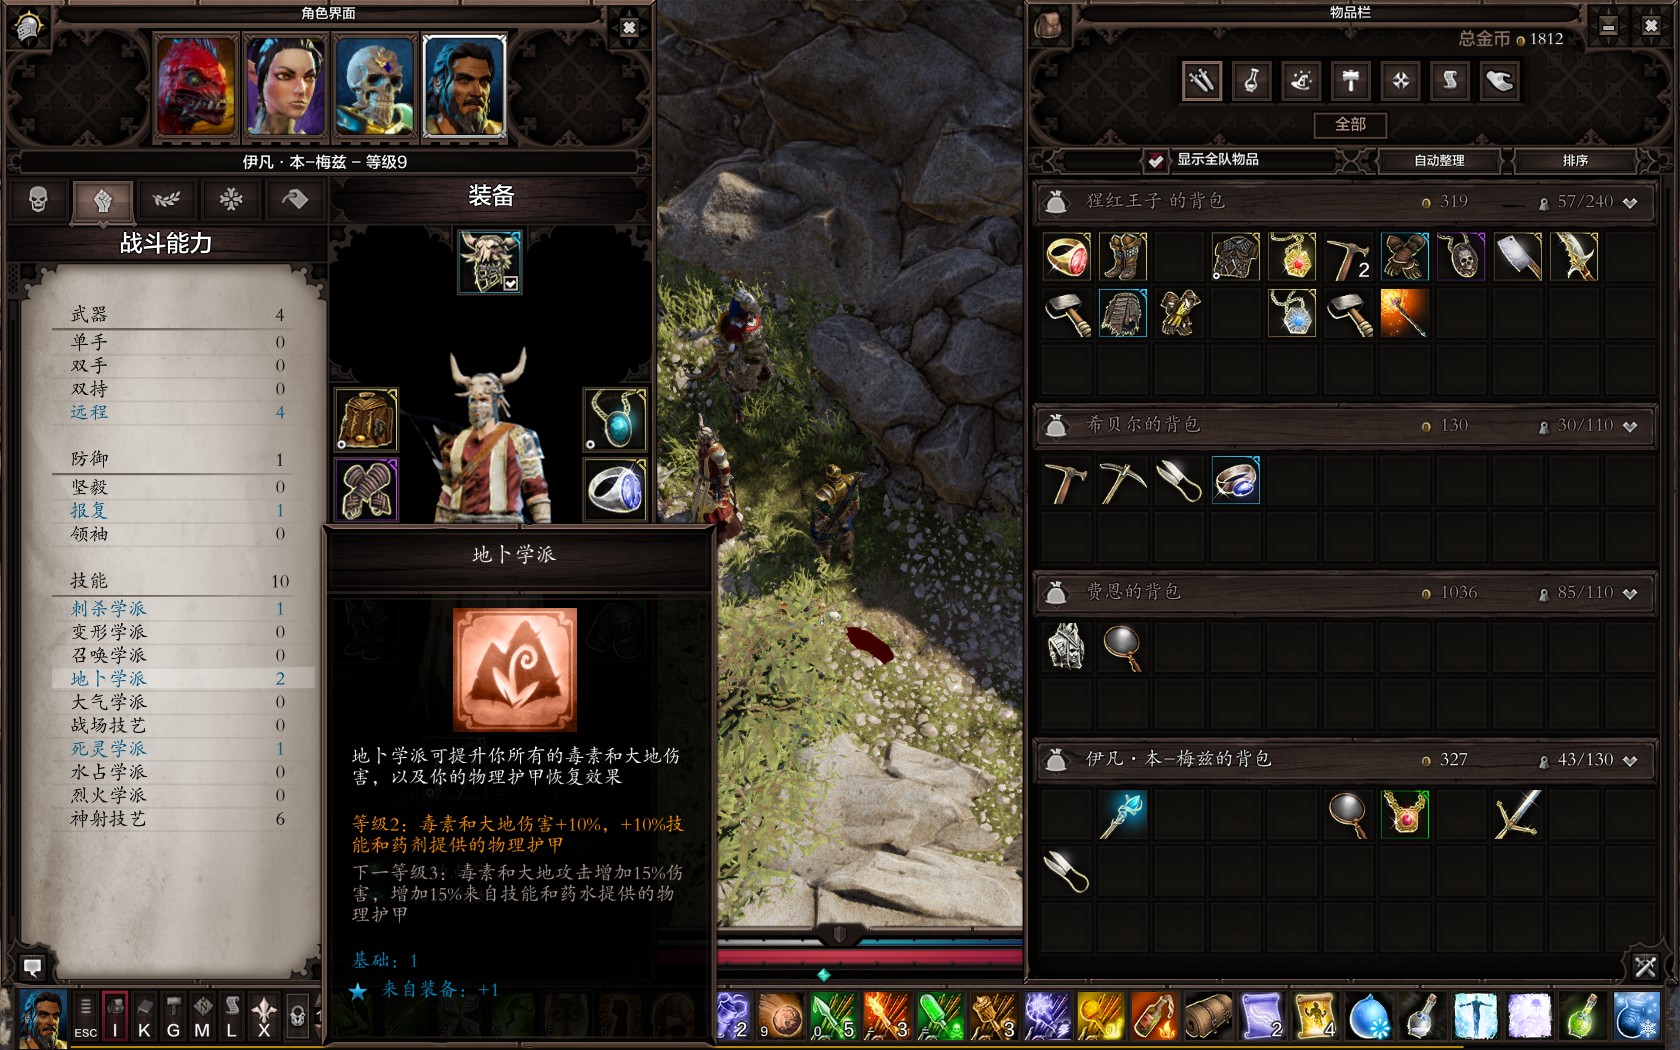 角色界面
伊凡·本-梅兹 - 等级9
战斗能力
装备
武器 4
单手 0
双手 0
双持 0
远程 4
防御 1
坚毅 0
报复 1
领袖 0
技能 10
刺杀学派 1
变形学派 0
召唤学派 0
地卜学派 2
大气学派 0
战场技艺 0
死灵学派 1
水占学派 0
烈火学派 0
神射技艺 6
地卜学派
地卜学派可提升你所有的毒素和大地伤
害，以及你的物理护甲恢复效果
等级2：毒素和大地伤害+10%，+10%技
能和药剂提供的物理护甲
下一等级3：毒素和大地攻击增加15%伤
害，增加15%来自技能和药水提供的物
理护甲
基础：1
来自装备：+1
物品栏
总金币 1812
全部
显示全队物品
自动整理
排序
猩红王子 的背包 319 57/240
2
希贝尔的背包 130 30/110
费恩的背包 1036 85/110
伊凡·本-梅兹的背包 327 43/130
ESC I K G M L X
2 9 0 5 3 3 2 2 4